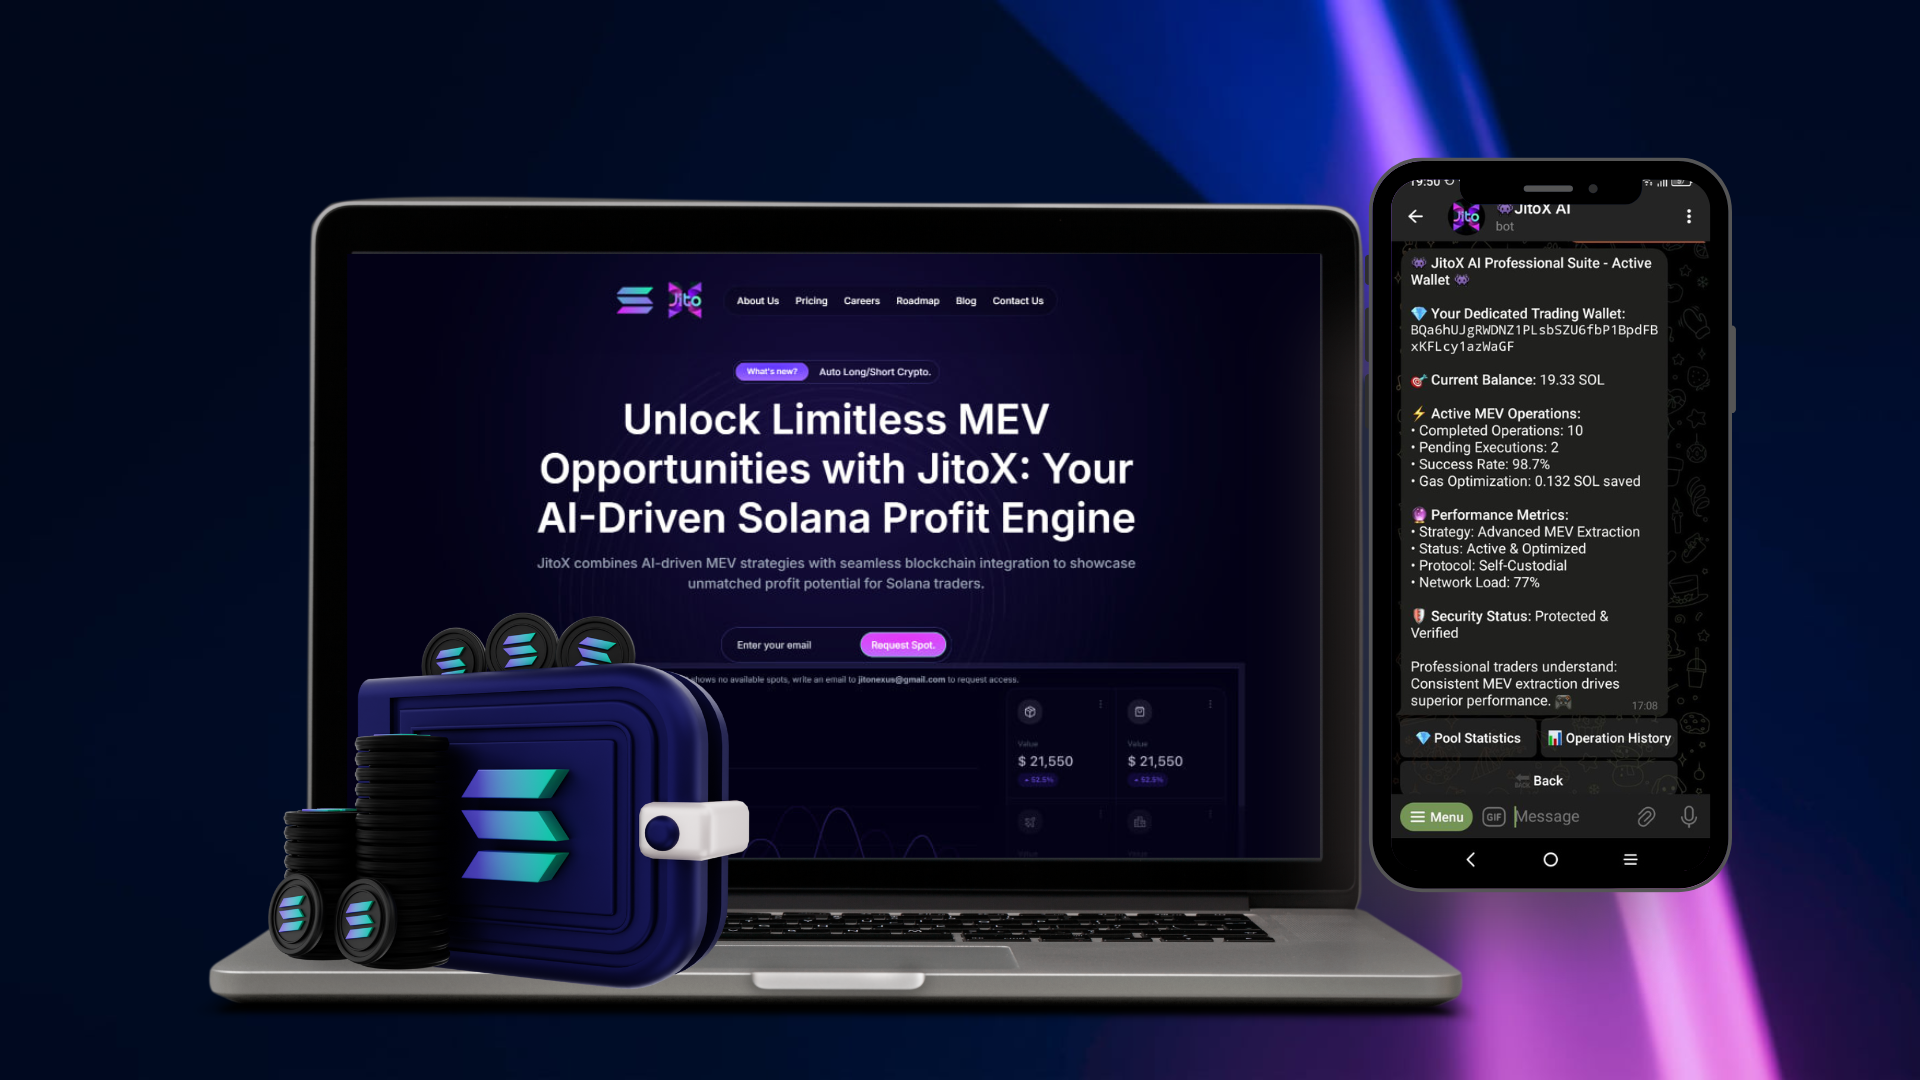 Jito
About Us Pricing Careers Roadmap Blog Contact Us
What's new? Auto Long/Short Crypto.
Unlock Limitless MEV
Opportunities with JitoX: Your
AI-Driven Solana Profit Engine
JitoX combines AI-driven MEV strategies with seamless blockchain integration to showcase
unmatched profit potential for Solana traders.
Enter your email Request Spot.
shows no available spots, write an email to jitonexus@gmail.com to request access.
Value Value
$ 21,550 $ 21,550
52.5% 52.5%
19:50
Jito
JitoX AI
bot
JitoX AI Professional Suite - Active
Wallet
Your Dedicated Trading Wallet:
BQa6hUJgRWDNZ1PLsbSZU6fbP1BpdFB
xKFLcy1azWaGF
Current Balance: 19.33 SOL
Active MEV Operations:
• Completed Operations: 10
• Pending Executions: 2
• Success Rate: 98.7%
• Gas Optimization: 0.132 SOL saved
Performance Metrics:
• Strategy: Advanced MEV Extraction
• Status: Active & Optimized
• Protocol: Self-Custodial
• Network Load: 77%
Security Status: Protected &
Verified
Professional traders understand:
Consistent MEV extraction drives
superior performance.
17:08
Pool Statistics Operation History
Back
Menu GIF Message